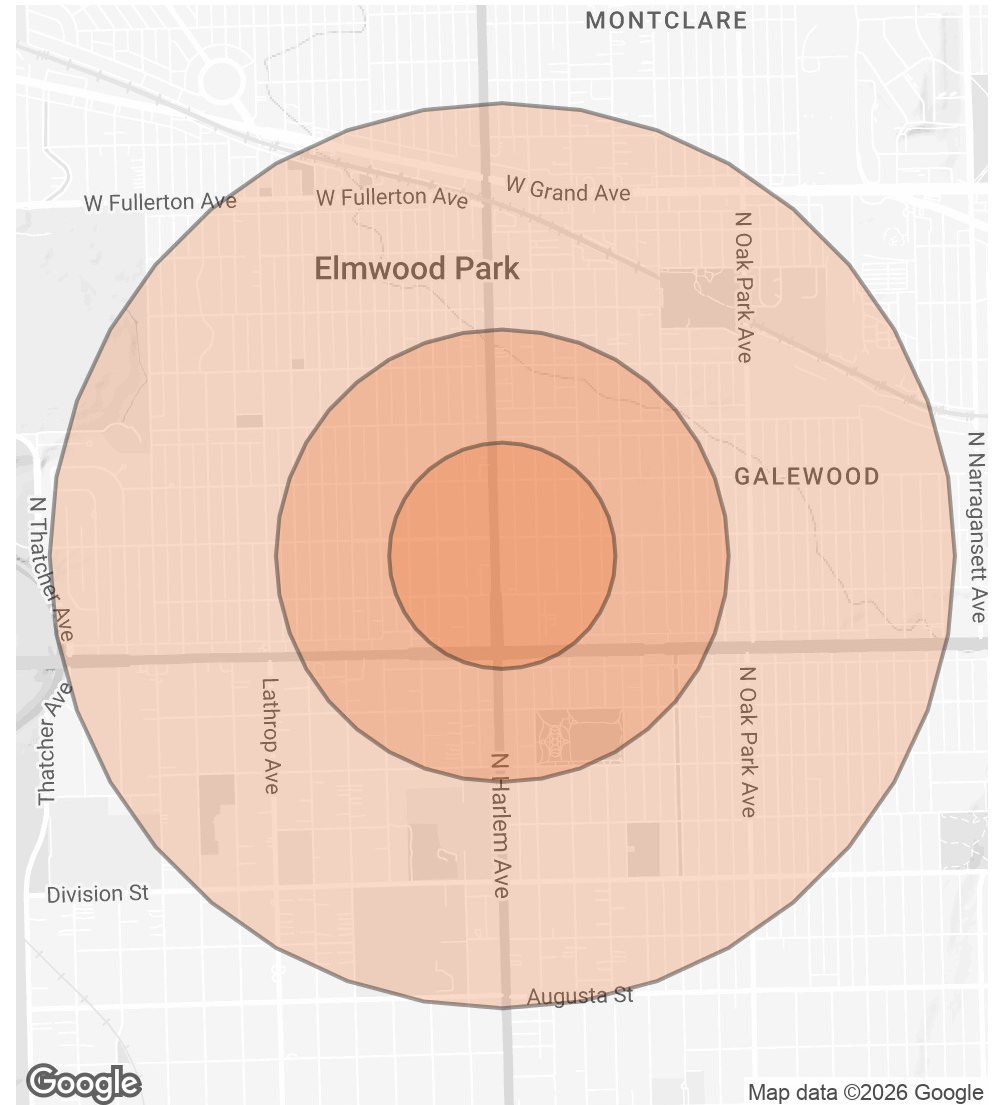 MONTCLARE
W Fullerton Ave
W Fullerton Ave
W Grand Ave
N Oak Park Ave
Elmwood Park
GALEWOOD
N Narragansett Ave
N Thatcher Ave
Thatcher Ave
Lathrop Ave
N Oak Park Ave
N Harlem Ave
Division St
Augusta St
Google
Map data ©2026 Google